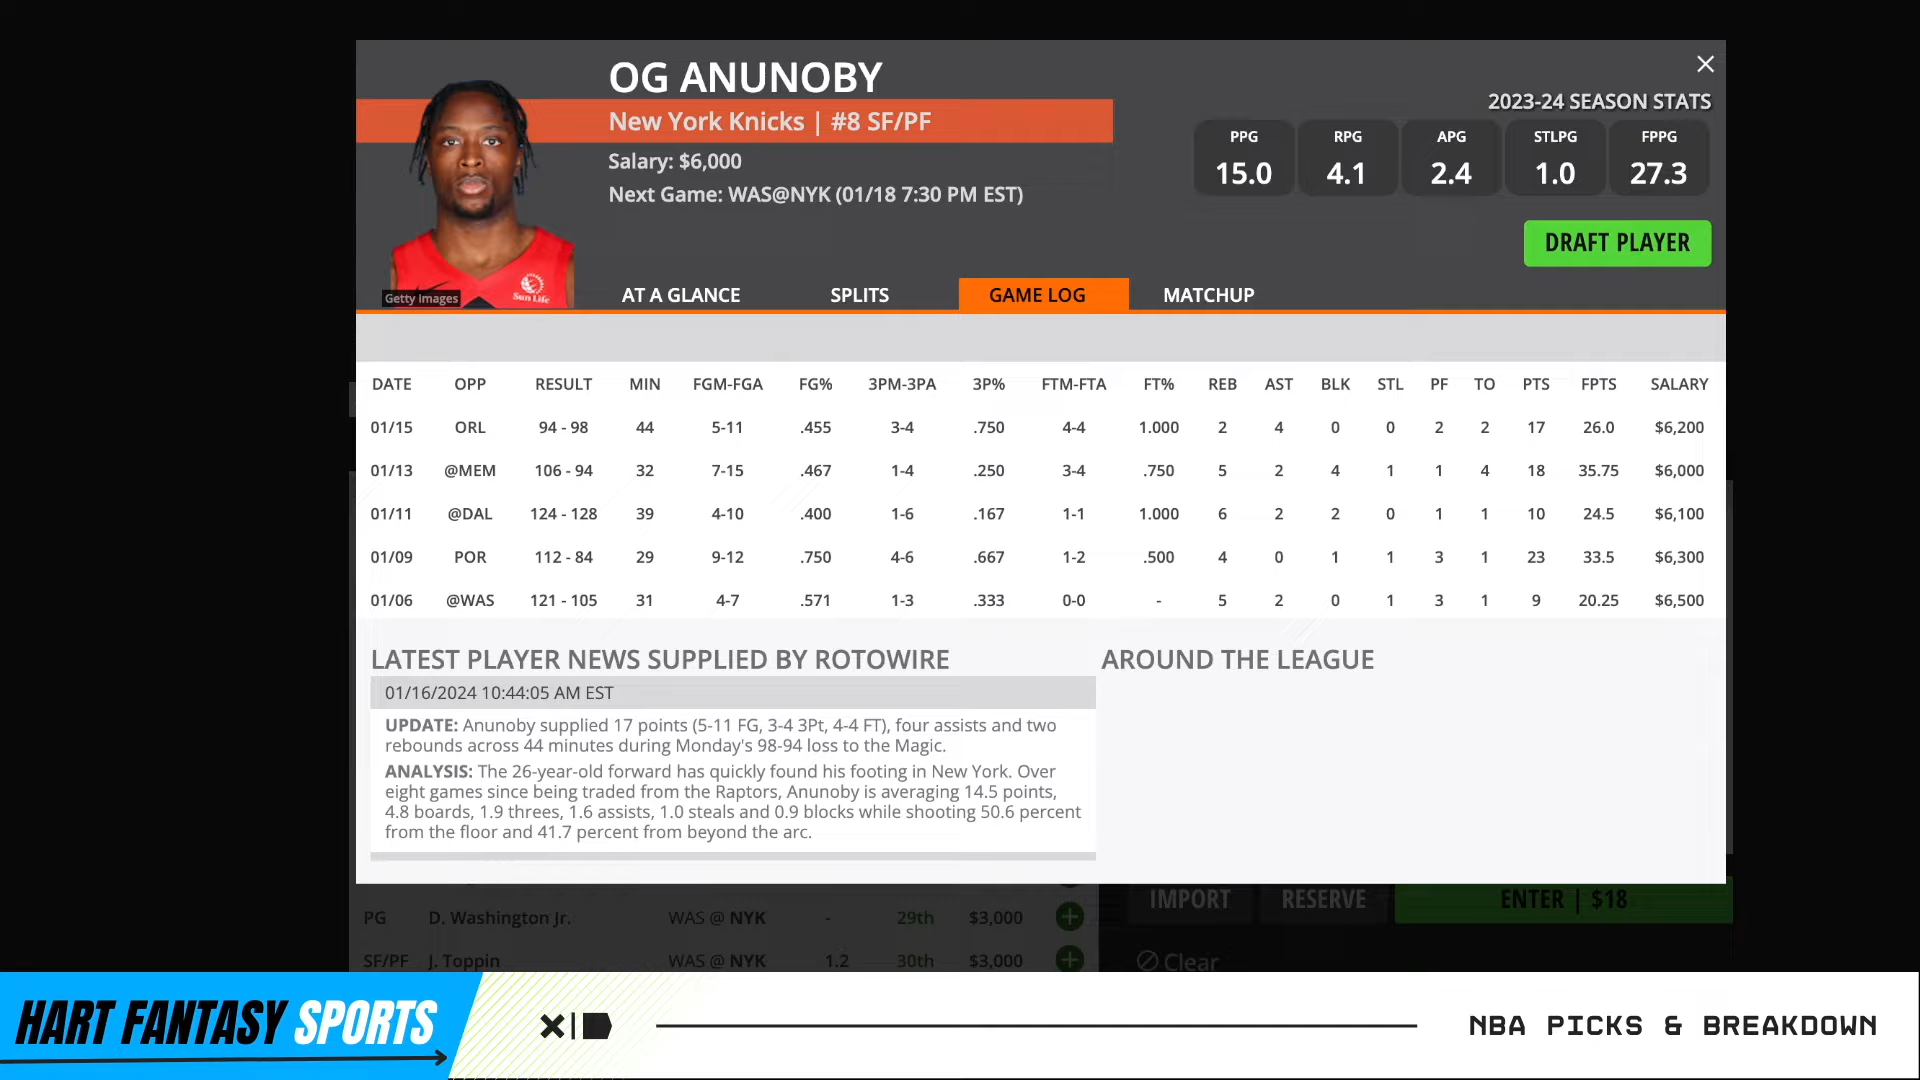 OG ANUNOBY
New York Knicks | #8 SF/PF
Salary: $6,000
Next Game: WAS@NYK (01/18 7:30 PM EST)
Getty Images
Sun Life
2023-24 SEASON STATS
PPG RPG APG STLPG FPPG
15.0 4.1 2.4 1.0 27.3
DRAFT PLAYER
AT A GLANCE SPLITS GAME LOG MATCHUP
DATE OPP RESULT MIN FGM-FGA FG% 3PM-3PA 3P% FTM-FTA FT% REB AST BLK STL PF TO PTS FPTS SALARY
01/15 ORL 94 - 98 44 5-11 .455 3-4 .750 4-4 1.000 2 4 0 0 2 2 17 26.0 $6,200
01/13 @MEM 106 - 94 32 7-15 .467 1-4 .250 3-4 .750 5 2 4 1 1 4 18 35.75 $6,000
01/11 @DAL 124 - 128 39 4-10 .400 1-6 .167 1-1 1.000 6 2 2 0 1 1 10 24.5 $6,100
01/09 POR 112 - 84 29 9-12 .750 4-6 .667 1-2 .500 4 0 1 1 3 1 23 33.5 $6,300
01/06 @WAS 121 - 105 31 4-7 .571 1-3 .333 0-0 - 5 2 0 1 3 1 9 20.25 $6,500
LATEST PLAYER NEWS SUPPLIED BY ROTOWIRE
01/16/2024 10:44:05 AM EST
UPDATE: Anunoby supplied 17 points (5-11 FG, 3-4 3Pt, 4-4 FT), four assists and two
rebounds across 44 minutes during Monday's 98-94 loss to the Magic.
ANALYSIS: The 26-year-old forward has quickly found his footing in New York. Over
eight games since being traded from the Raptors, Anunoby is averaging 14.5 points,
4.8 boards, 1.9 threes, 1.6 assists, 1.0 steals and 0.9 blocks while shooting 50.6 percent
from the floor and 41.7 percent from beyond the arc.
AROUND THE LEAGUE
IMPORT RESERVE ENTER | $18
PG D. Washington Jr. WAS @ NYK - 29th $3,000
SF/PF J. Toppin WAS @ NYK 1.2 30th $3,000
Clear
HART FANTASY SPORTS
NBA PICKS & BREAKDOWN